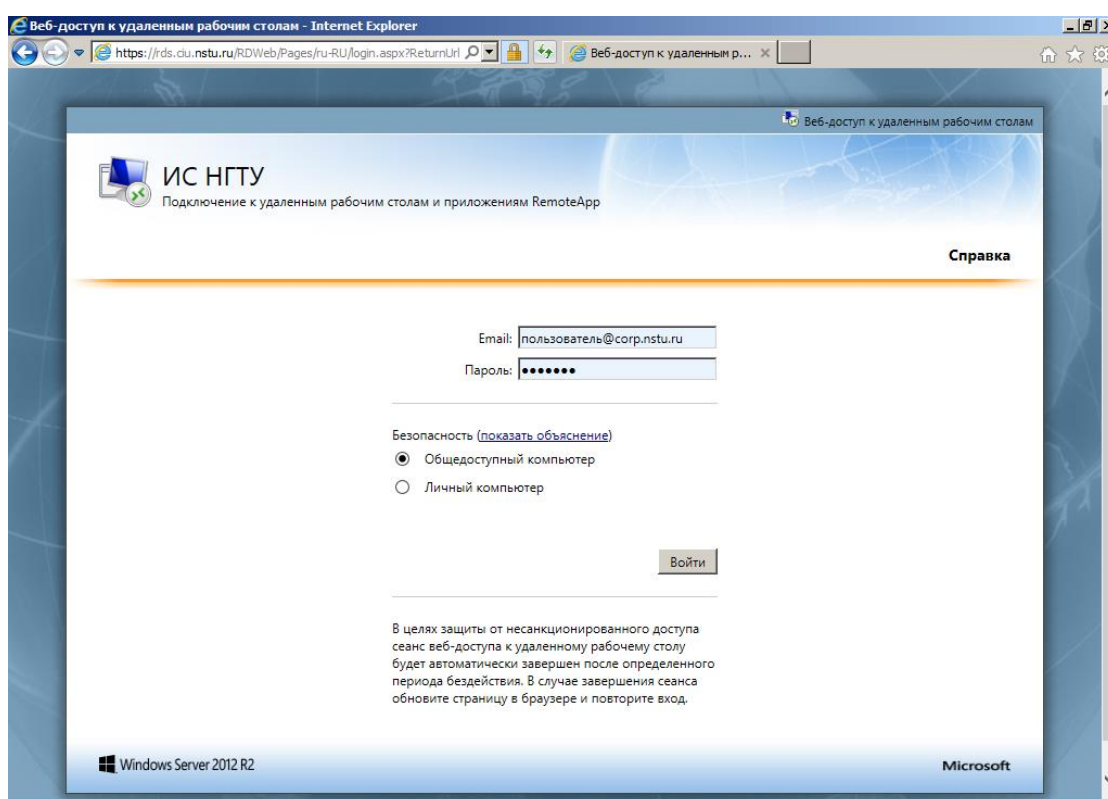 Веб-доступ к удаленным рабочим столам - Internet Explorer
https://rds.ciu.nstu.ru/RDWeb/Pages/ru-RU/login.aspx?ReturnUrl
Веб-доступ к удаленным р...
Веб-доступ к удаленным рабочим столам
ИС НГТУ
Подключение к удаленным рабочим столам и приложениям RemoteApp
Справка
Email: пользователь@corp.nstu.ru
Пароль: •••••••
Безопасность (показать объяснение)
Общедоступный компьютер
Личный компьютер
Войти
В целях защиты от несанкционированного доступа
сеанс веб-доступа к удаленному рабочему столу
будет автоматически завершен после определенного
периода бездействия. В случае завершения сеанса
обновите страницу в браузере и повторите вход.
Windows Server 2012 R2
Microsoft